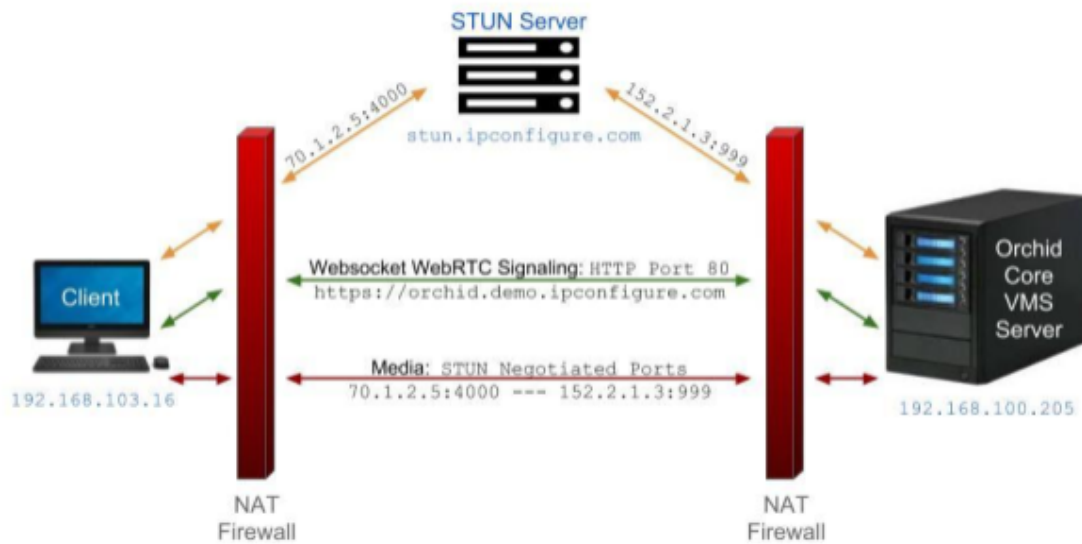 STUN Server
70.1.2.5:4000
152.2.1.3:999
stun.ipconfigure.com
Websocket WebRTC Signaling: HTTP Port 80
https://orchid.demo.ipconfigure.com
Client
Orchid
Core
VMS
Server
Media: STUN Negotiated Ports
70.1.2.5:4000 --- 152.2.1.3:999
192.168.103.16
192.168.100.205
NAT
Firewall
NAT
Firewall